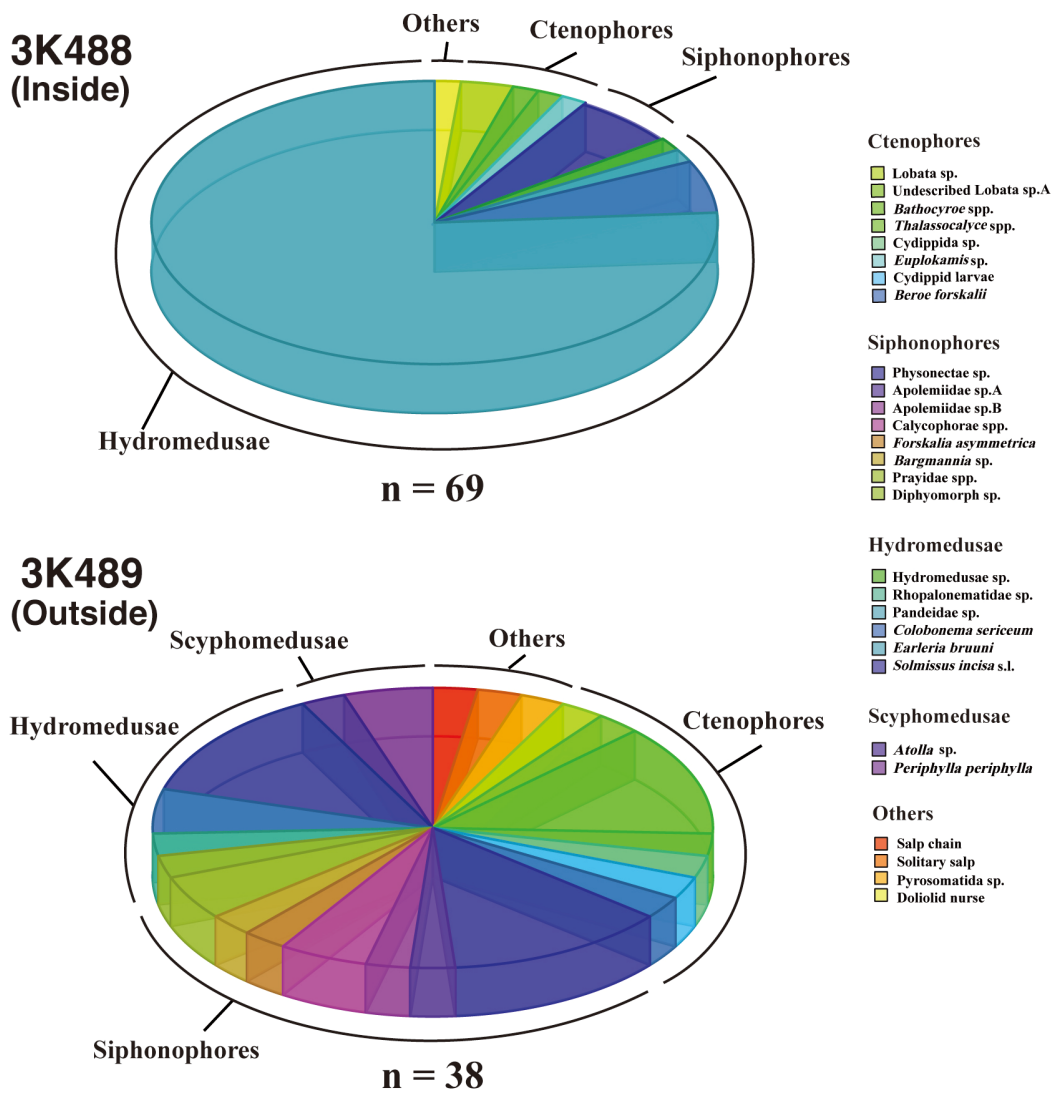 3K488
(Inside)
Others
Ctenophores
Siphonophores
Hydromedusae
n = 69
3K489
(Outside)
Scyphomedusae
Others
Hydromedusae
Ctenophores
Siphonophores
n = 38
Ctenophores
Lobata sp.
Undescribed Lobata sp.A
Bathocyroe spp.
Thalassocalyce spp.
Cydippida sp.
Euplokamis sp.
Cydippid larvae
Beroe forskalii
Siphonophores
Physonectae sp.
Apolemiidae sp.A
Apolemiidae sp.B
Calycophorae spp.
Forskalia asymmetrica
Bargmannia sp.
Prayidae spp.
Diphyomorph sp.
Hydromedusae
Hydromedusae sp.
Rhopalonematidae sp.
Pandeidae sp.
Colobonema sericeum
Earleria bruuni
Solmissus incisa s.l.
Scyphomedusae
Atolla sp.
Periphylla periphylla
Others
Salp chain
Solitary salp
Pyrosomatida sp.
Doliolid nurse